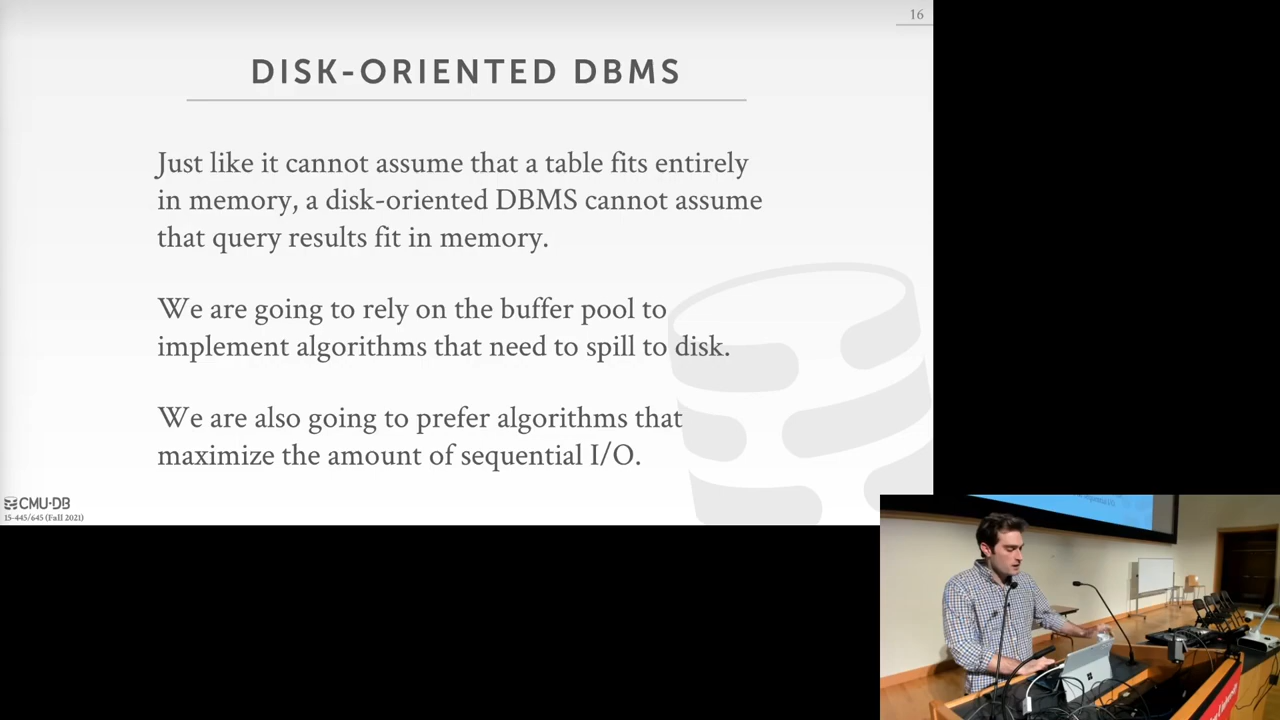 16
DISK-ORIENTED DBMS
Just like it cannot assume that a table fits entirely
in memory, a disk-oriented DBMS cannot assume
that query results fit in memory.
We are going to rely on the buffer pool to
implement algorithms that need to spill to disk.
We are also going to prefer algorithms that
maximize the amount of sequential I/O.
CMU·DB
15-445/645 (Fall 2021)